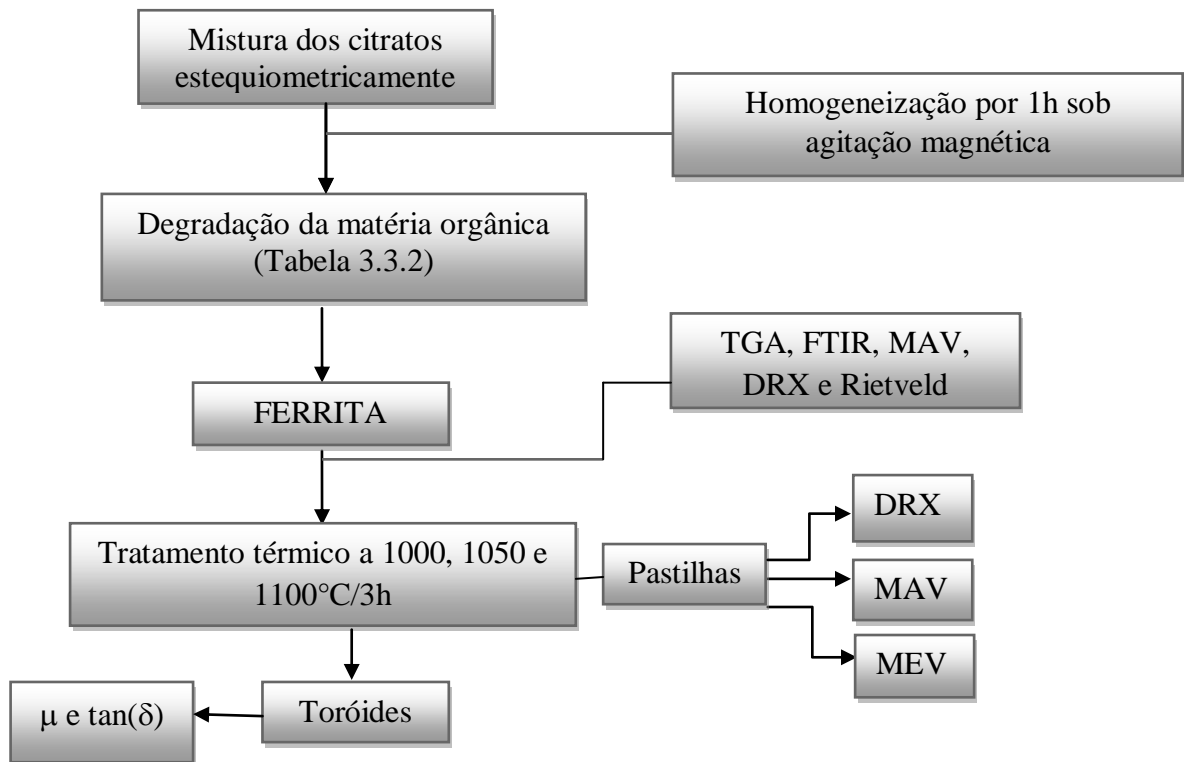 Mistura dos citratos
estequiometricamente
Homogeneização por 1h sob
agitação magnética
Degradação da matéria orgânica
(Tabela 3.3.2)
TGA, FTIR, MAV,
DRX e Rietveld
FERRITA
Tratamento térmico a 1000, 1050 e
1100°C/3h
Pastilhas
DRX
MAV
MEV
Toróides
μ e tan(δ)